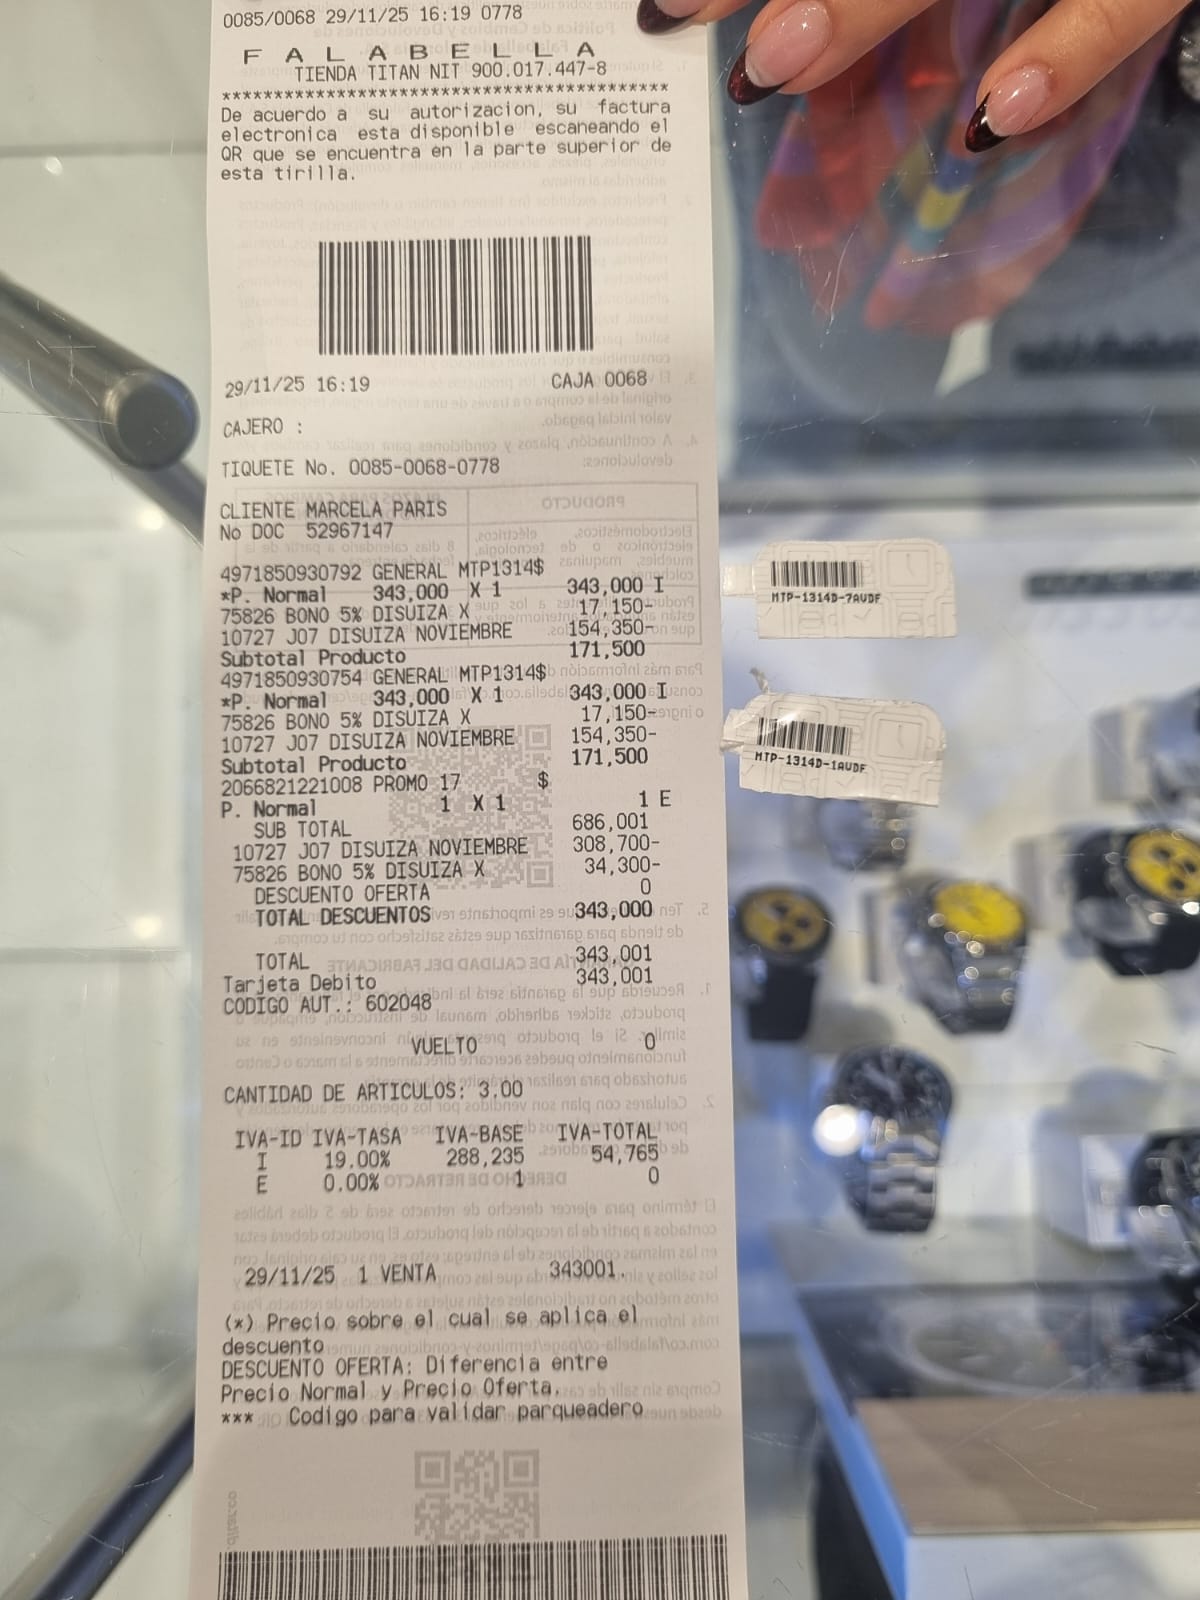 0085/0068 29/11/25 16:19 0778
F A L A B E L L A
TIENDA TITAN NIT 900.017.447-8
*******************************************
De acuerdo a su autorizacion, su factura
electronica esta disponible escaneando el
QR que se encuentra en la parte superior de
esta tirilla.
29/11/25 16:19 CAJA 0068
CAJERO :
TIQUETE No. 0085-0068-0778
CLIENTE MARCELA PARIS
No DOC 52967147
4971850930792 GENERAL MTP1314$
*P. Normal 343,000 X 1 343,000 I
75826 BONO 5% DISUIZA X 17,150-
10727 J07 DISUIZA NOVIEMBRE 154,350-
Subtotal Producto 171,500
4971850930754 GENERAL MTP1314$
*P. Normal 343,000 X 1 343,000 I
75826 BONO 5% DISUIZA X 17,150-
10727 J07 DISUIZA NOVIEMBRE 154,350-
Subtotal Producto 171,500
2066821221008 PROMO 17 $
P. Normal 1 X 1 1 E
SUB TOTAL 686,001
10727 J07 DISUIZA NOVIEMBRE 308,700-
75826 BONO 5% DISUIZA X 34,300-
DESCUENTO OFERTA 0
TOTAL DESCUENTOS 343,000
TOTAL 343,001
Tarjeta Debito 343,001
CODIGO AUT.: 602048
VUELTO 0
CANTIDAD DE ARTICULOS: 3.00
IVA-ID IVA-TASA IVA-BASE IVA-TOTAL
I 19.00% 288,235 54,765
E 0.00% 1 0
29/11/25 1 VENTA 343001.
(*) Precio sobre el cual se aplica el
descuento
DESCUENTO OFERTA: Diferencia entre
Precio Normal y Precio Oferta.
*** Codigo para validar parqueadero
MTP-1314D-7AVDF
MTP-1314D-1AVDF